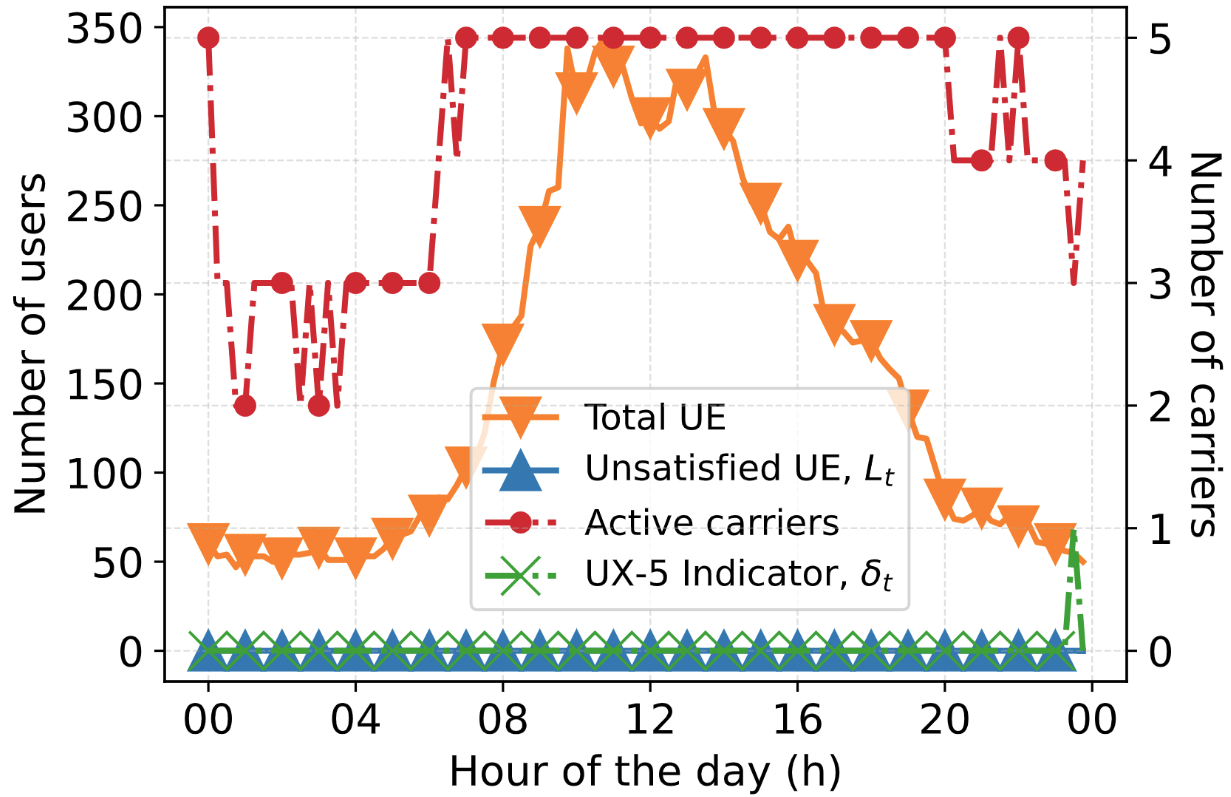 350
300
250
200
150
100
50
0
Number of users
5
4
3
2
1
0
Number of carriers
Total UE
Unsatisfied UE, Lₜ
Active carriers
UX-5 Indicator, δₜ
00 04 08 12 16 20 00
Hour of the day (h)